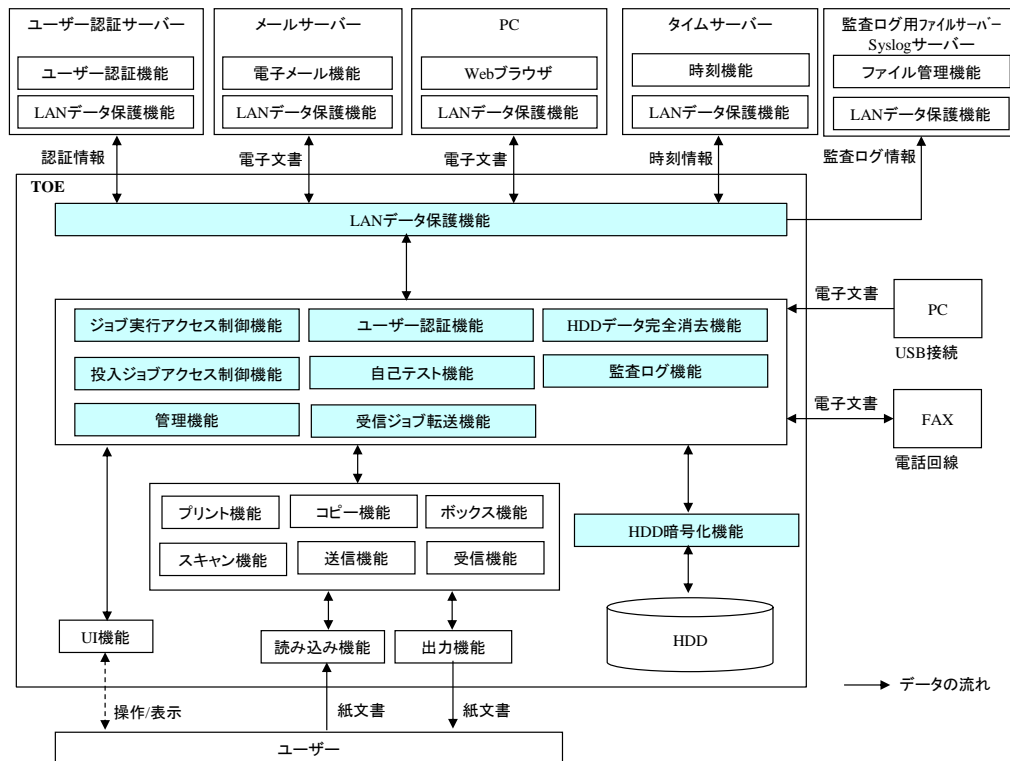 ユーザー認証サーバー
ユーザー認証機能
LANデータ保護機能
メールサーバー
電子メール機能
LANデータ保護機能
PC
Webブラウザ
LANデータ保護機能
タイムサーバー
時刻機能
LANデータ保護機能
監査ログ用ファイルサーバー
Syslogサーバー
ファイル管理機能
LANデータ保護機能
認証情報
電子文書
電子文書
時刻情報
監査ログ情報
TOE
LANデータ保護機能
ジョブ実行アクセス制御機能
ユーザー認証機能
HDDデータ完全消去機能
投入ジョブアクセス制御機能
自己テスト機能
監査ログ機能
管理機能
受信ジョブ転送機能
電子文書
PC
USB接続
電子文書
FAX
電話回線
プリント機能
コピー機能
ボックス機能
スキャン機能
送信機能
受信機能
HDD暗号化機能
HDD
UI機能
読み込み機能
出力機能
データの流れ
操作/表示
紙文書
紙文書
ユーザー